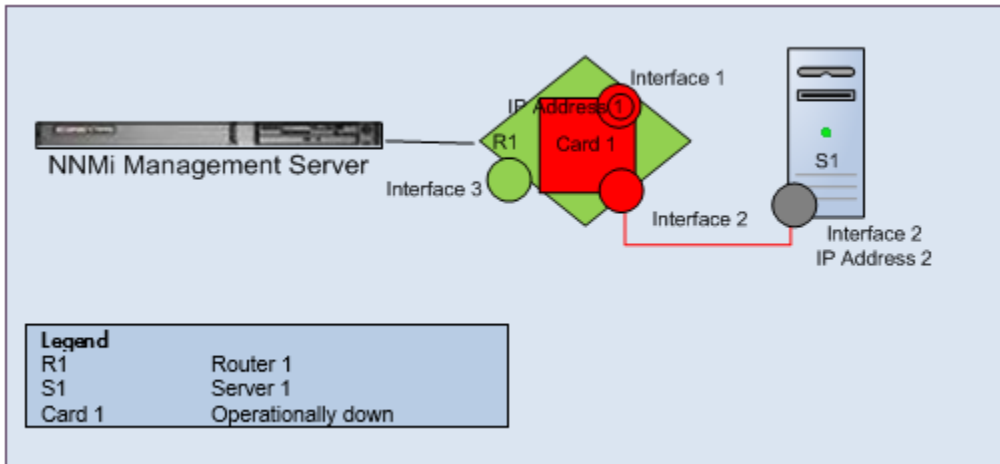 Interface 1
IP Address 1
R1
Card 1
S1
NNMi Management Server
Interface 3
Interface 2
Interface 2
IP Address 2
Legend
R1 Router 1
S1 Server 1
Card 1 Operationally down